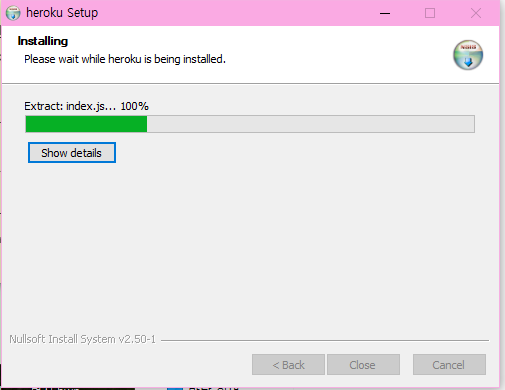 heroku Setup
Installing
Please wait while heroku is being installed.
Extract: index.js... 100%
Show details
Nullsoft Install System v2.50-1
< Back
Close
Cancel